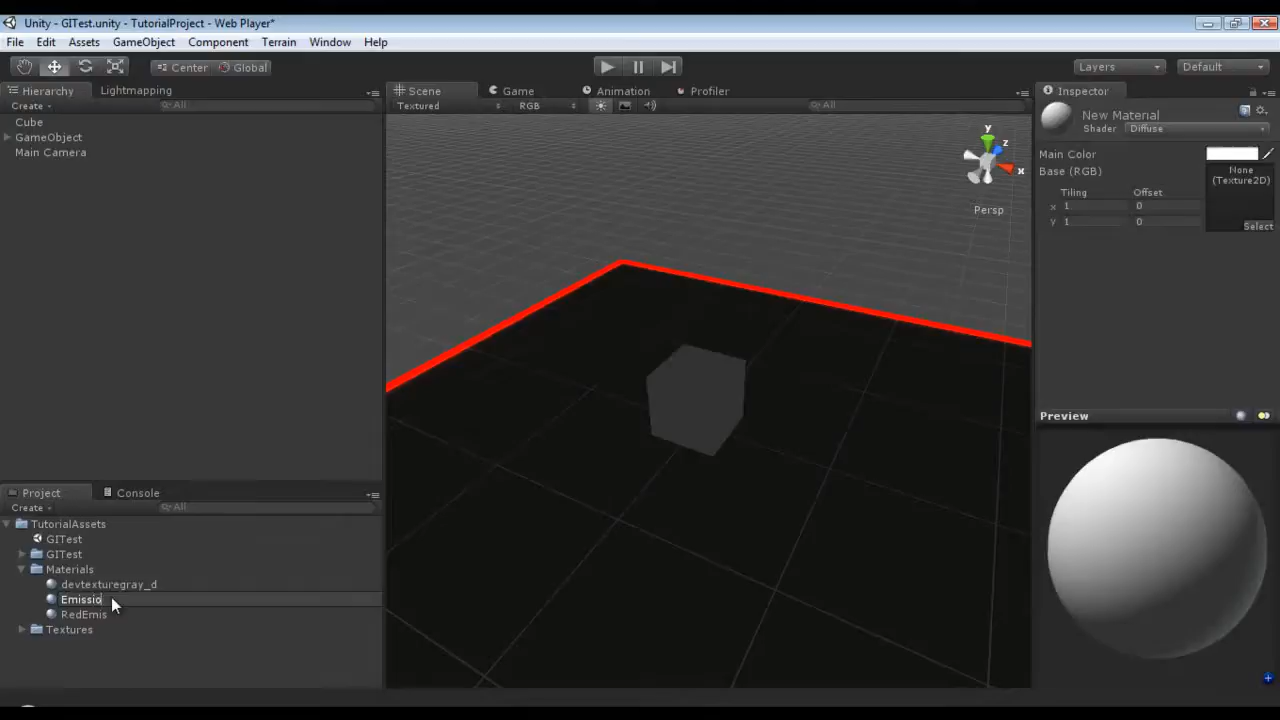 Unity - GITest.unity - TutorialProject - Web Player*
File Edit Assets GameObject Component Terrain Window Help
Center Global Layers Default
Hierarchy Lightmapping
Create All
Cube
GameObject
Main Camera
Scene Game Animation Profiler
Textured RGB All
y
z
x
Persp
Inspector
New Material
Shader Diffuse
Main Color
Base (RGB)
None
(Texture2D)
Tiling Offset
x 1 0
y 1 0
Select
Preview
Project Console
Create All
TutorialAssets
GITest
GITest
Materials
devtexturegray_d
Emissio
RedEmis
Textures